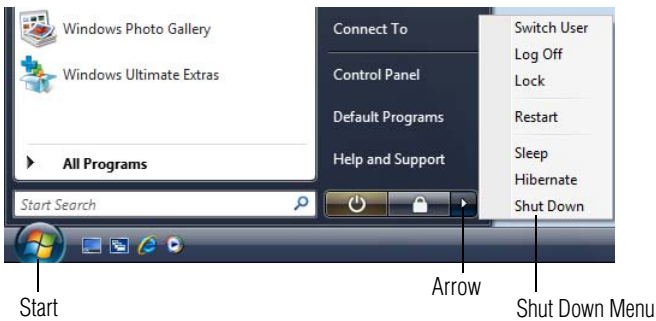 Windows Photo Gallery
Windows Ultimate Extras
All Programs
Start Search
Connect To
Control Panel
Default Programs
Help and Support
Switch User
Log Off
Lock
Restart
Sleep
Hibernate
Shut Down
Start
Arrow
Shut Down Menu